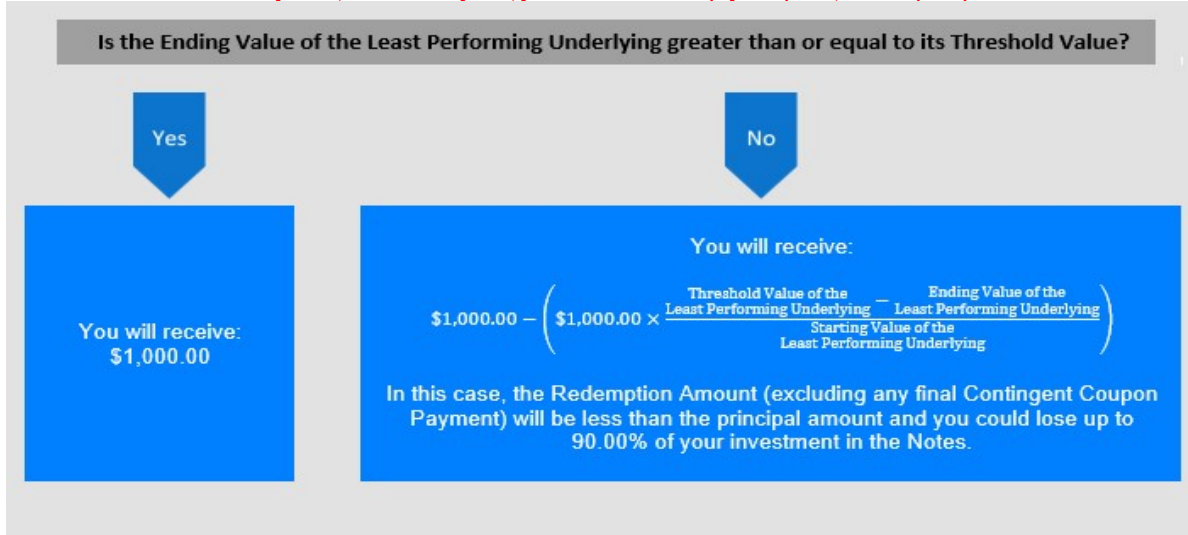 Is the Ending Value of the Least Performing Underlying greater than or equal to its Threshold Value?
Yes
No
You will receive:
$1,000.00
You will receive:
$1,000.00 − ($1,000.00 × (Threshold Value of the Least Performing Underlying − Ending Value of the Least Performing Underlying) / Starting Value of the Least Performing Underlying)
In this case, the Redemption Amount (excluding any final Contingent Coupon
Payment) will be less than the principal amount and you could lose up to
90.00% of your investment in the Notes.